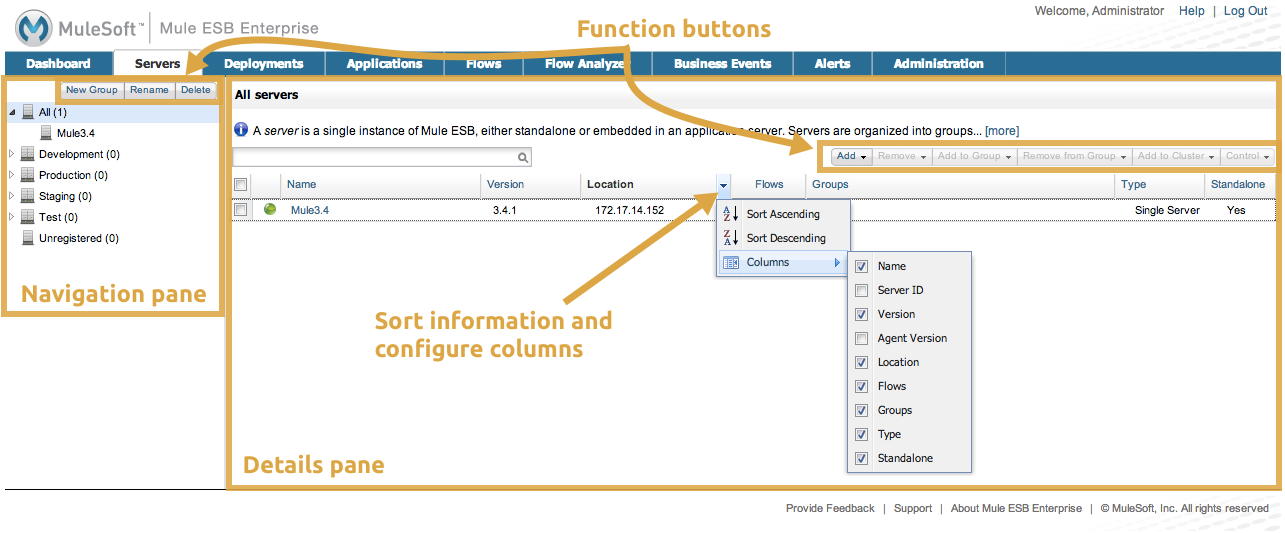 Welcome, Administrator Help | Log Out
MuleSoft™ | Mule ESB Enterprise
Function buttons
Dashboard Servers Deployments Applications Flows Flow Analyzer Business Events Alerts Administration
New Group Rename Delete
All (1)
Mule3.4
Development (0)
Production (0)
Staging (0)
Test (0)
Unregistered (0)
Navigation pane
All servers
A server is a single instance of Mule ESB, either standalone or embedded in an application server. Servers are organized into groups... [more]
Add Remove Add to Group Remove from Group Add to Cluster Control
Name Version Location Flows Groups Type Standalone
Mule3.4 3.4.1 172.17.14.152 Single Server Yes
Sort Ascending
Sort Descending
Columns
Name
Server ID
Version
Agent Version
Location
Flows
Groups
Type
Standalone
Sort information and
configure columns
Details pane
Provide Feedback | Support | About Mule ESB Enterprise | © MuleSoft, Inc. All rights reserved